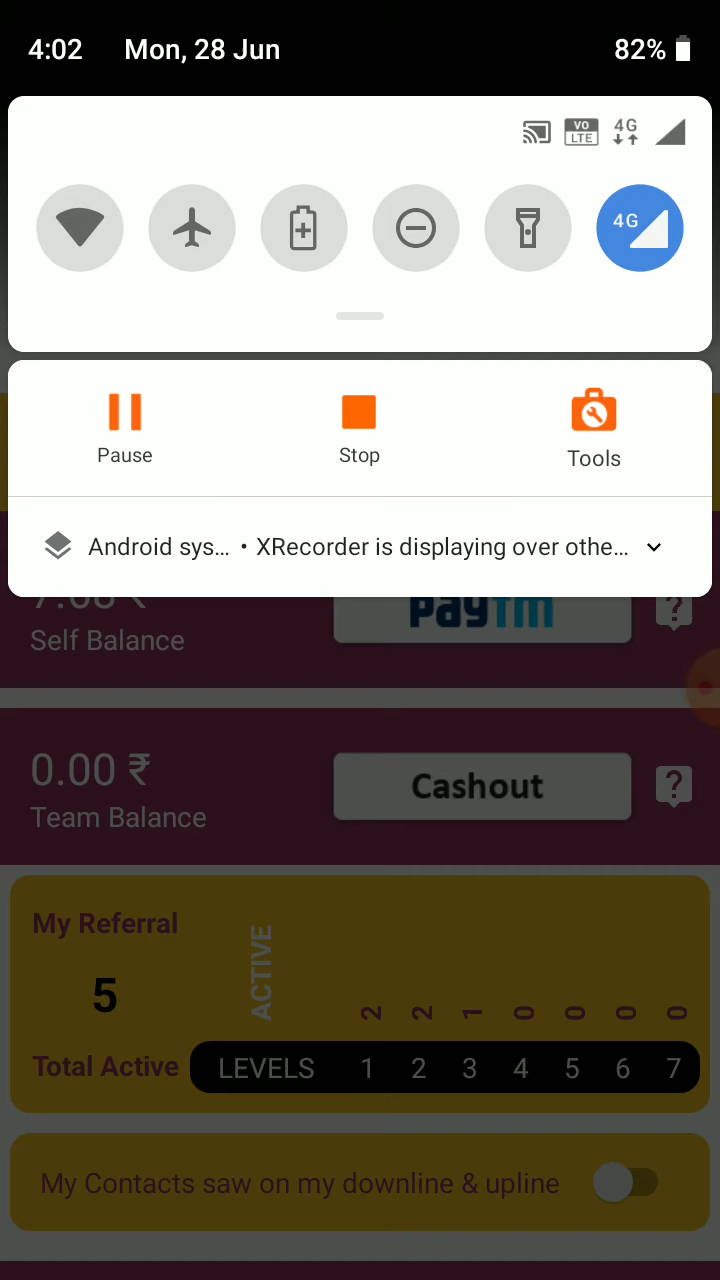 4:02 Mon, 28 Jun 82%
VO LTE 4G
4G
Pause Stop Tools
Android sys... • XRecorder is displaying over othe...
Paytm
Self Balance
0.00 ₹ Cashout ?
Team Balance
My Referral
ACTIVE
5 2 2 1 0 0 0 0
Total Active LEVELS 1 2 3 4 5 6 7
My Contacts saw on my downline & upline